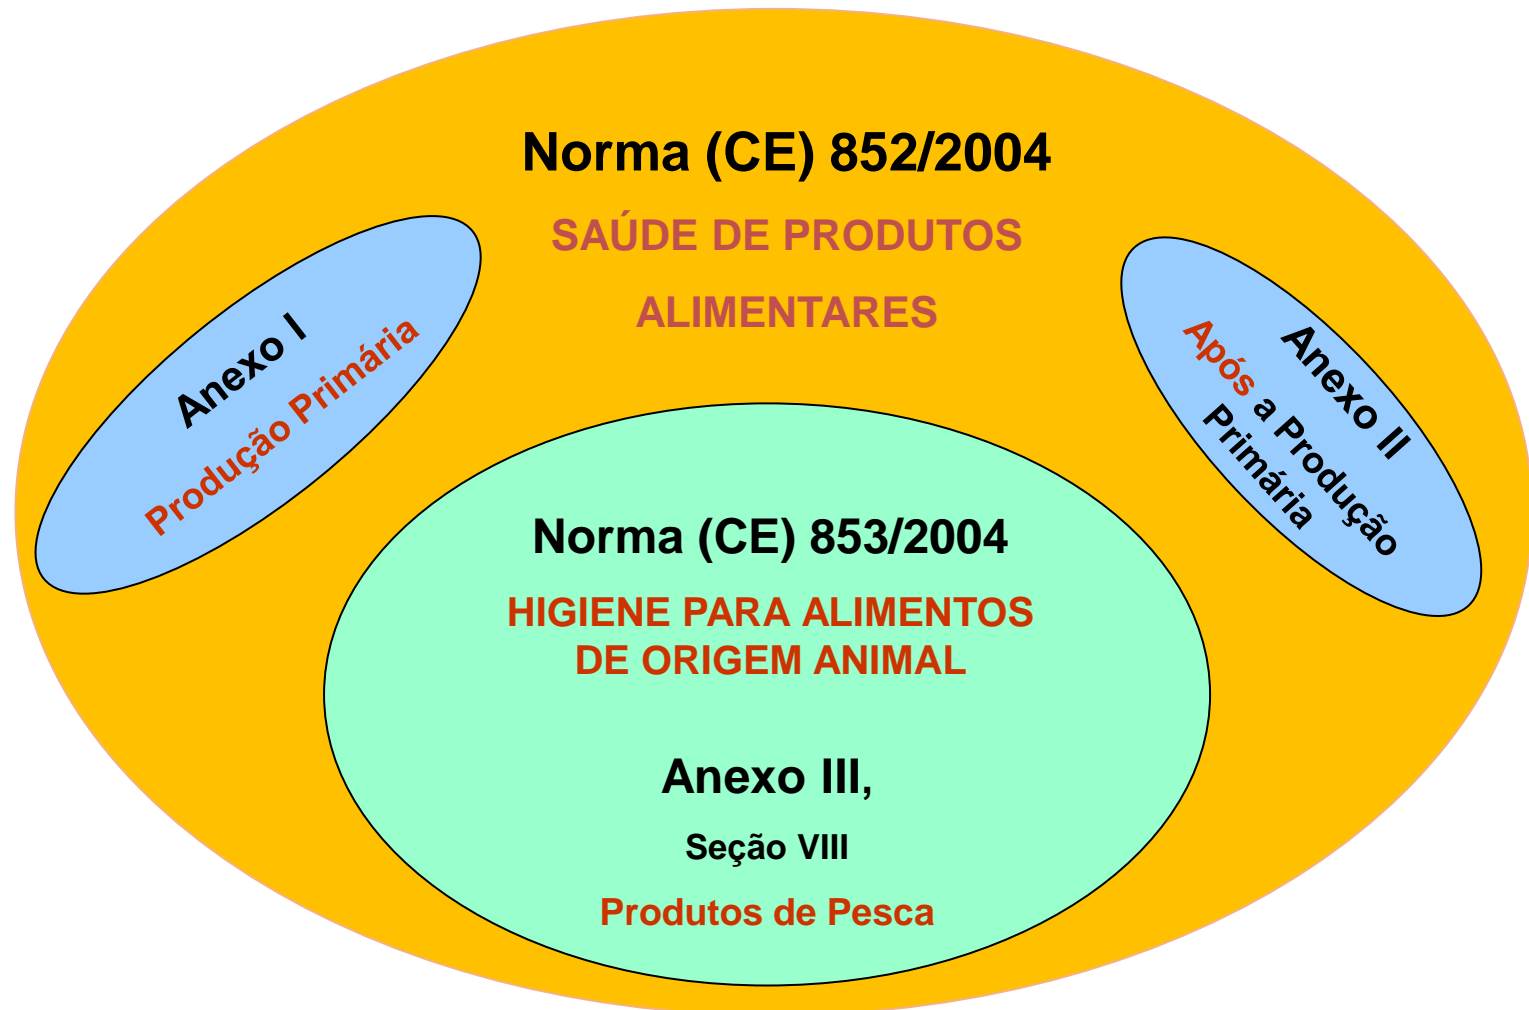 Norma (CE) 852/2004
SAÚDE DE PRODUTOS
ALIMENTARES
Anexo I
Produção Primária
Anexo II
Após a Produção
Primária
Norma (CE) 853/2004
HIGIENE PARA ALIMENTOS
DE ORIGEM ANIMAL
Anexo III,
Seção VIII
Produtos de Pesca